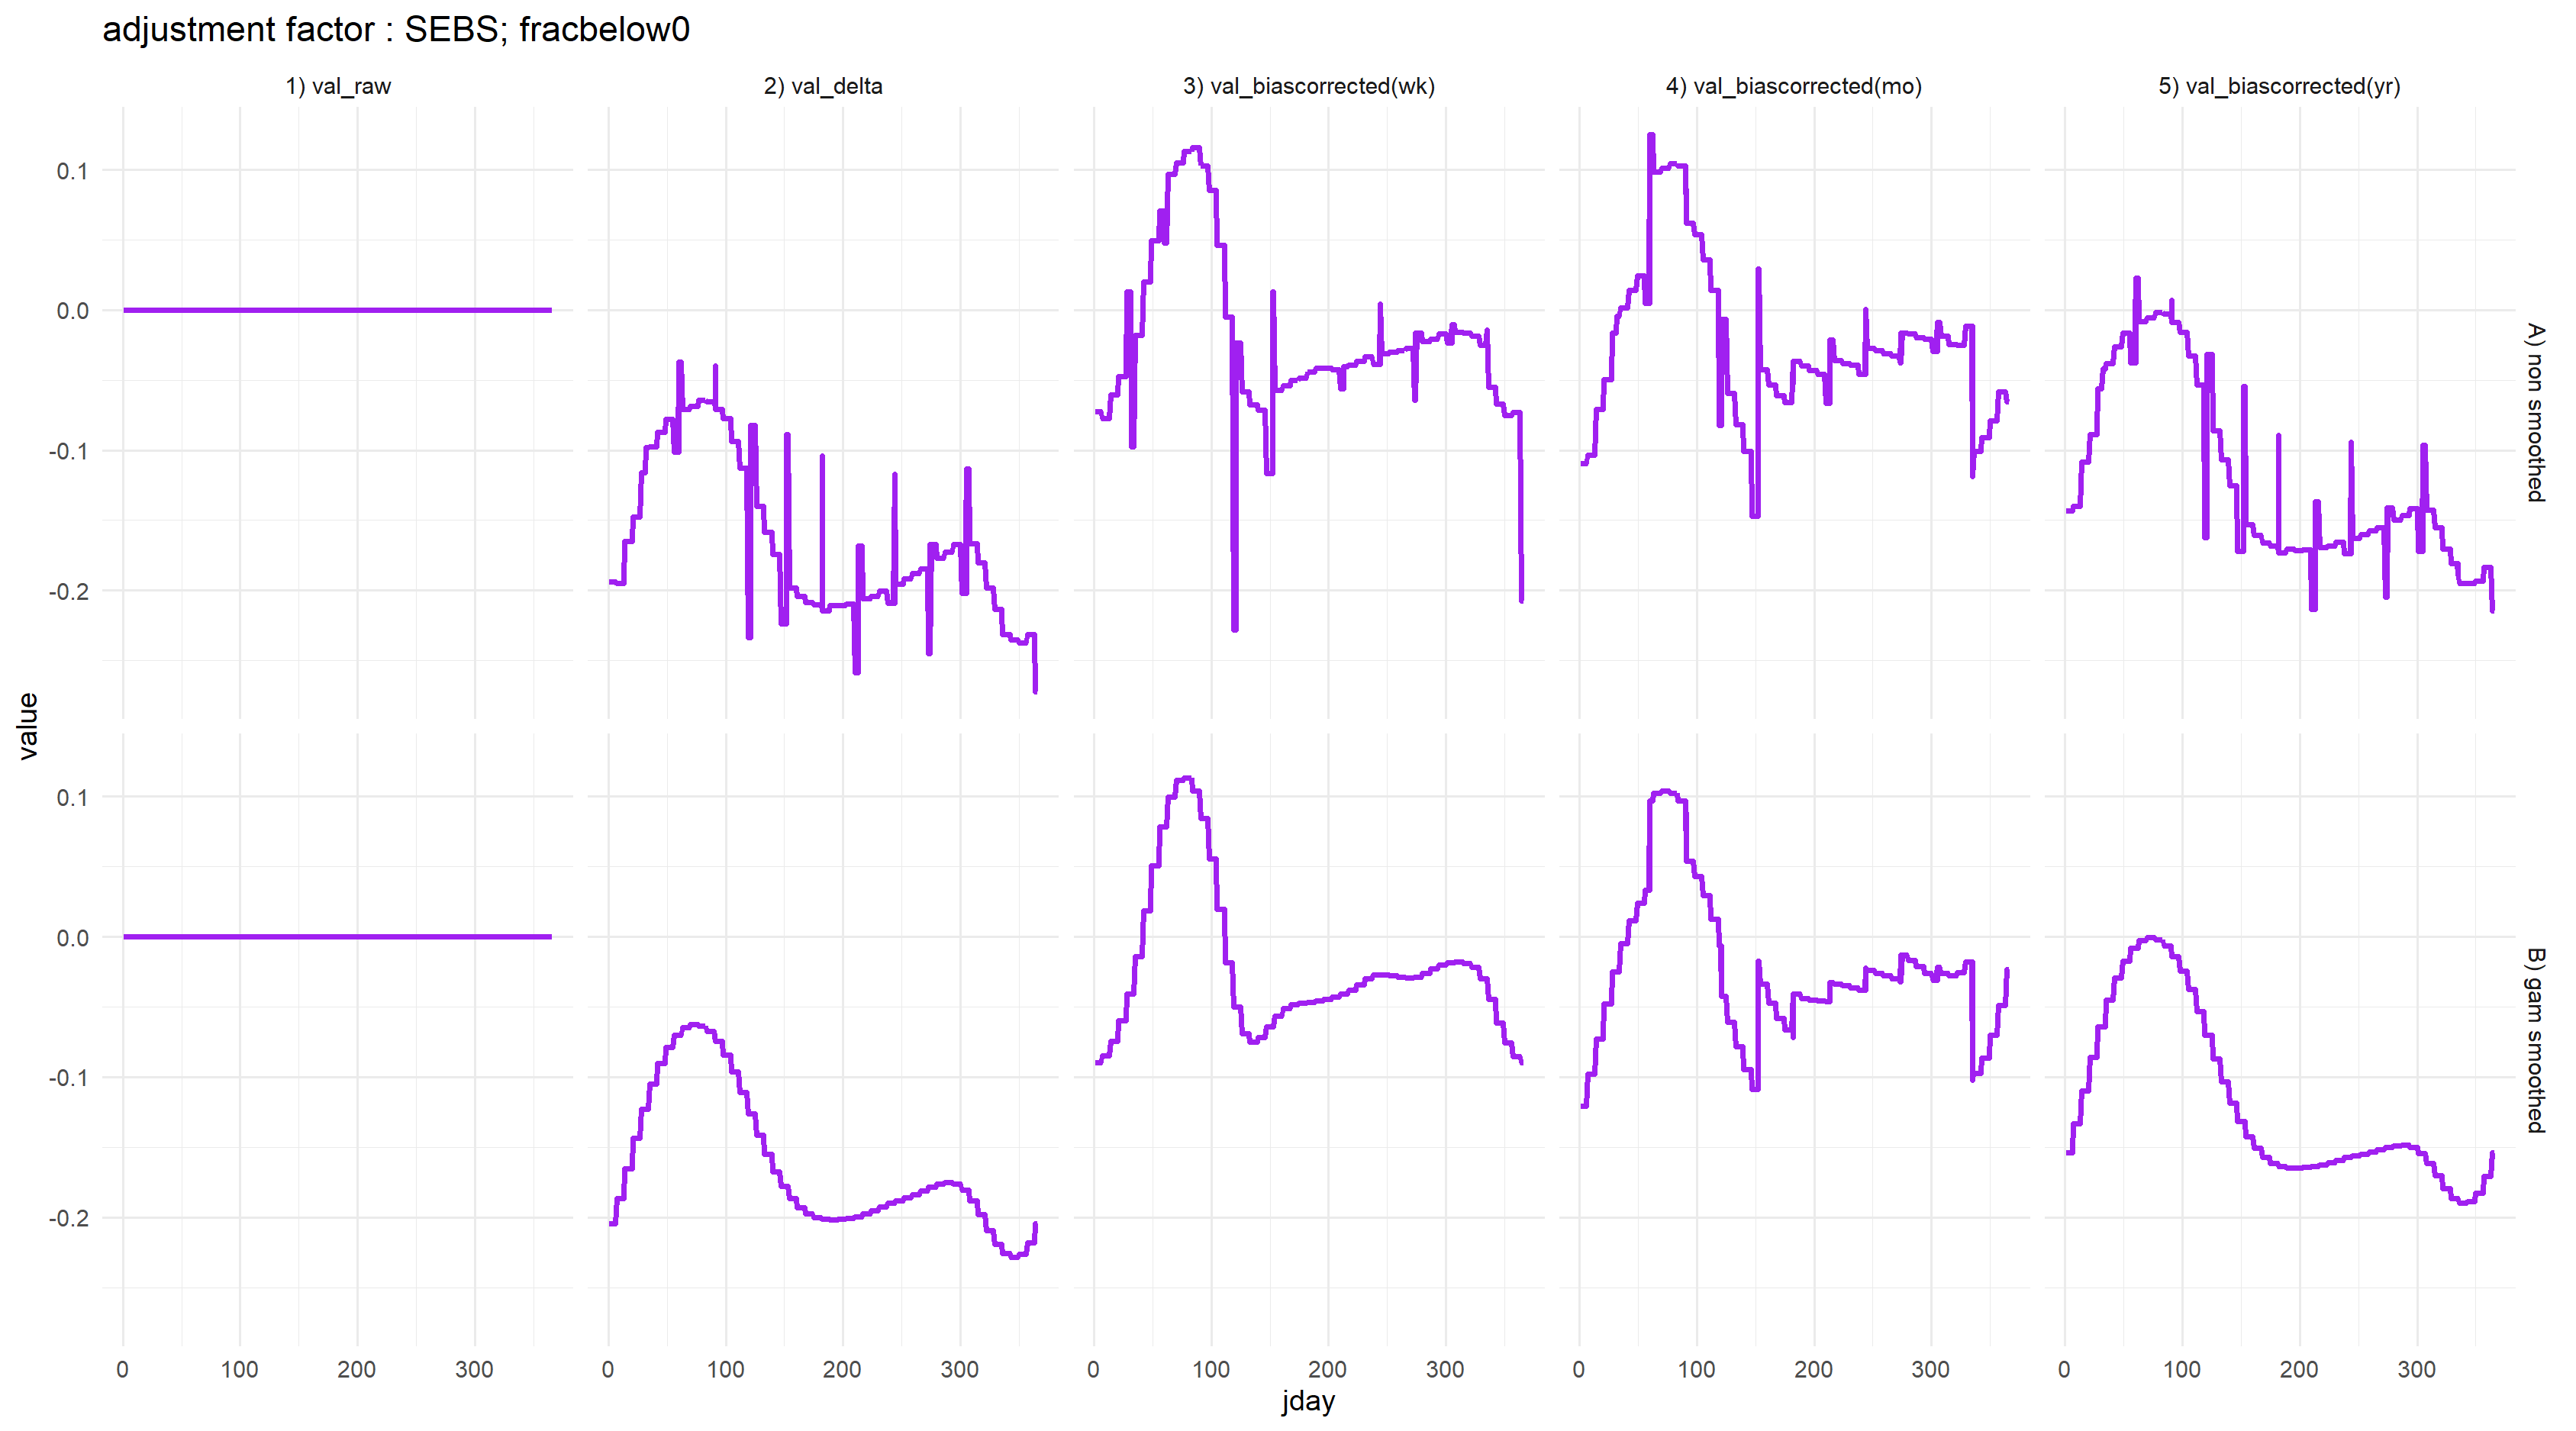 adjustment factor : SEBS; fracbelow0
1) val_raw
2) val_delta
3) val_biascorrected(wk)
4) val_biascorrected(mo)
5) val_biascorrected(yr)
0.1
0.0
-0.1
-0.2
A) non smoothed
value
0.1
0.0
-0.1
-0.2
B) gam smoothed
0 100 200 300
0 100 200 300
0 100 200 300
0 100 200 300
0 100 200 300
jday